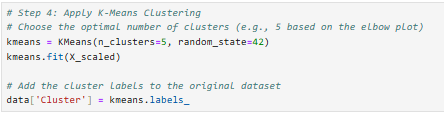 # Step 4: Apply K-Means Clustering
# Choose the optimal number of clusters (e.g., 5 based on the elbow plot)
kmeans = KMeans(n_clusters=5, random_state=42)
kmeans.fit(X_scaled)

# Add the cluster labels to the original dataset
data['Cluster'] = kmeans.labels_